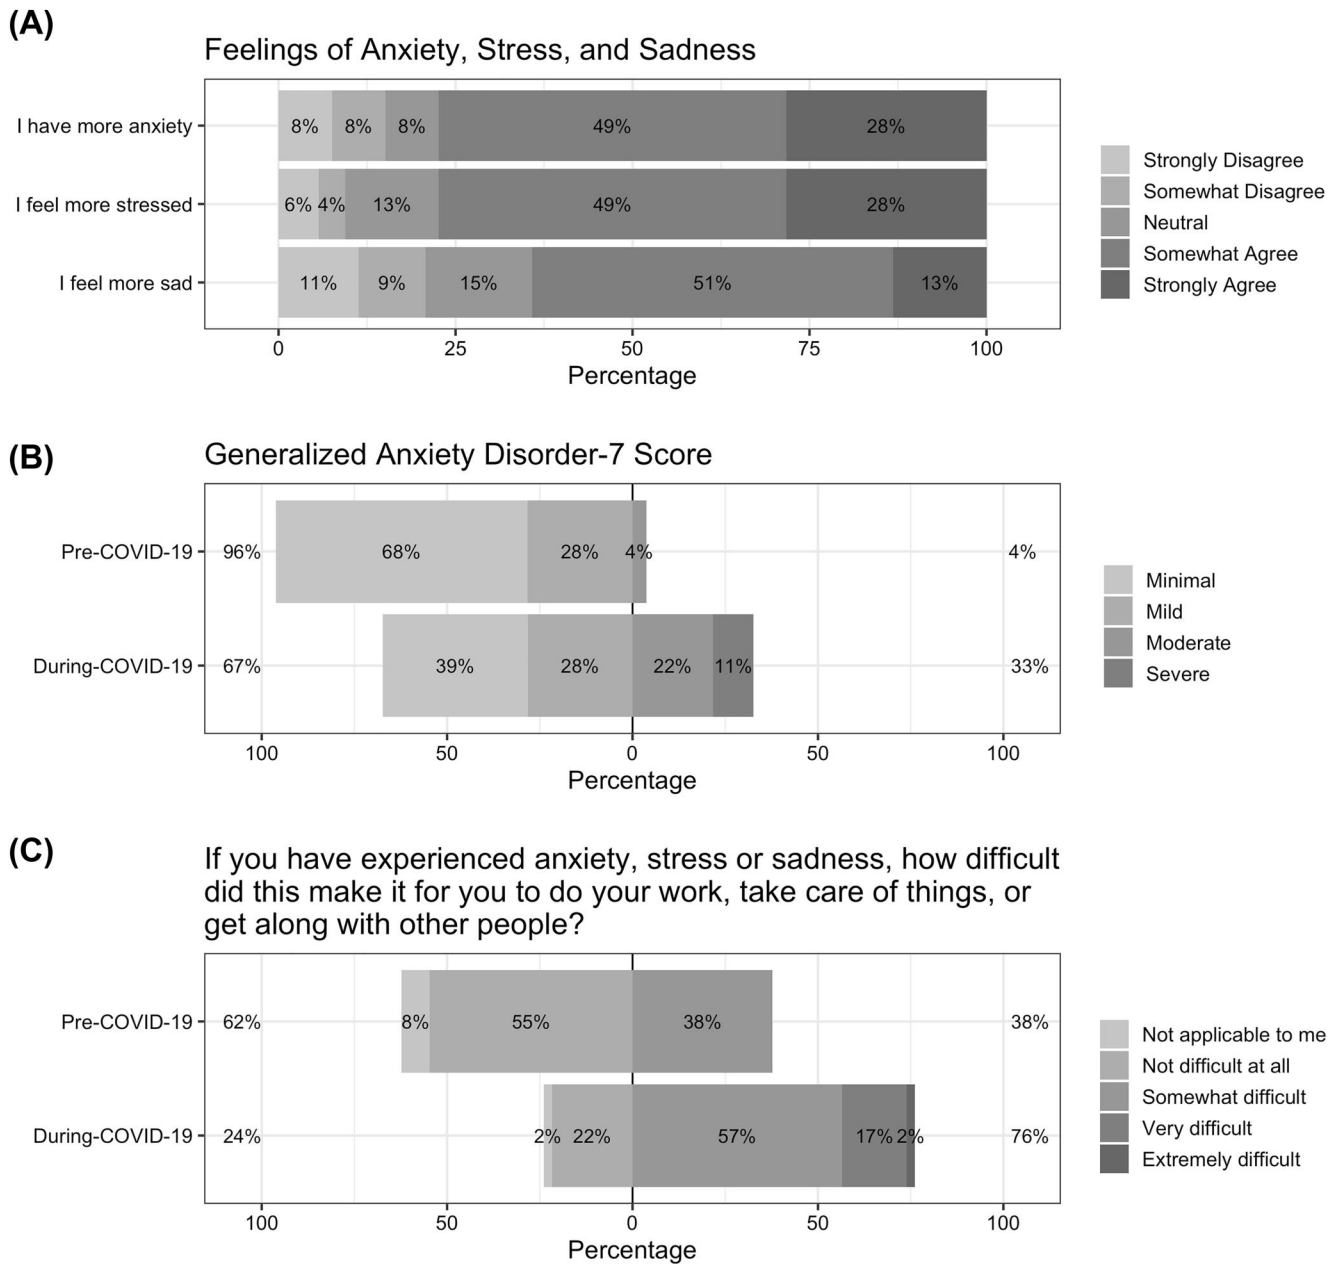 (A)
Feelings of Anxiety, Stress, and Sadness
I have more anxiety
8% 8% 8% 49% 28%
I feel more stressed
6% 4% 13% 49% 28%
I feel more sad
11% 9% 15% 51% 13%
0 25 50 75 100
Percentage
Strongly Disagree
Somewhat Disagree
Neutral
Somewhat Agree
Strongly Agree
(B)
Generalized Anxiety Disorder-7 Score
Pre-COVID-19 96% 68% 28% 4% 4%
During-COVID-19 67% 39% 28% 22% 11% 33%
100 50 0 50 100
Percentage
Minimal
Mild
Moderate
Severe
(C)
If you have experienced anxiety, stress or sadness, how difficult
did this make it for you to do your work, take care of things, or
get along with other people?
Pre-COVID-19 62% 8% 55% 38% 38%
During-COVID-19 24% 2% 22% 57% 17% 2% 76%
100 50 0 50 100
Percentage
Not applicable to me
Not difficult at all
Somewhat difficult
Very difficult
Extremely difficult